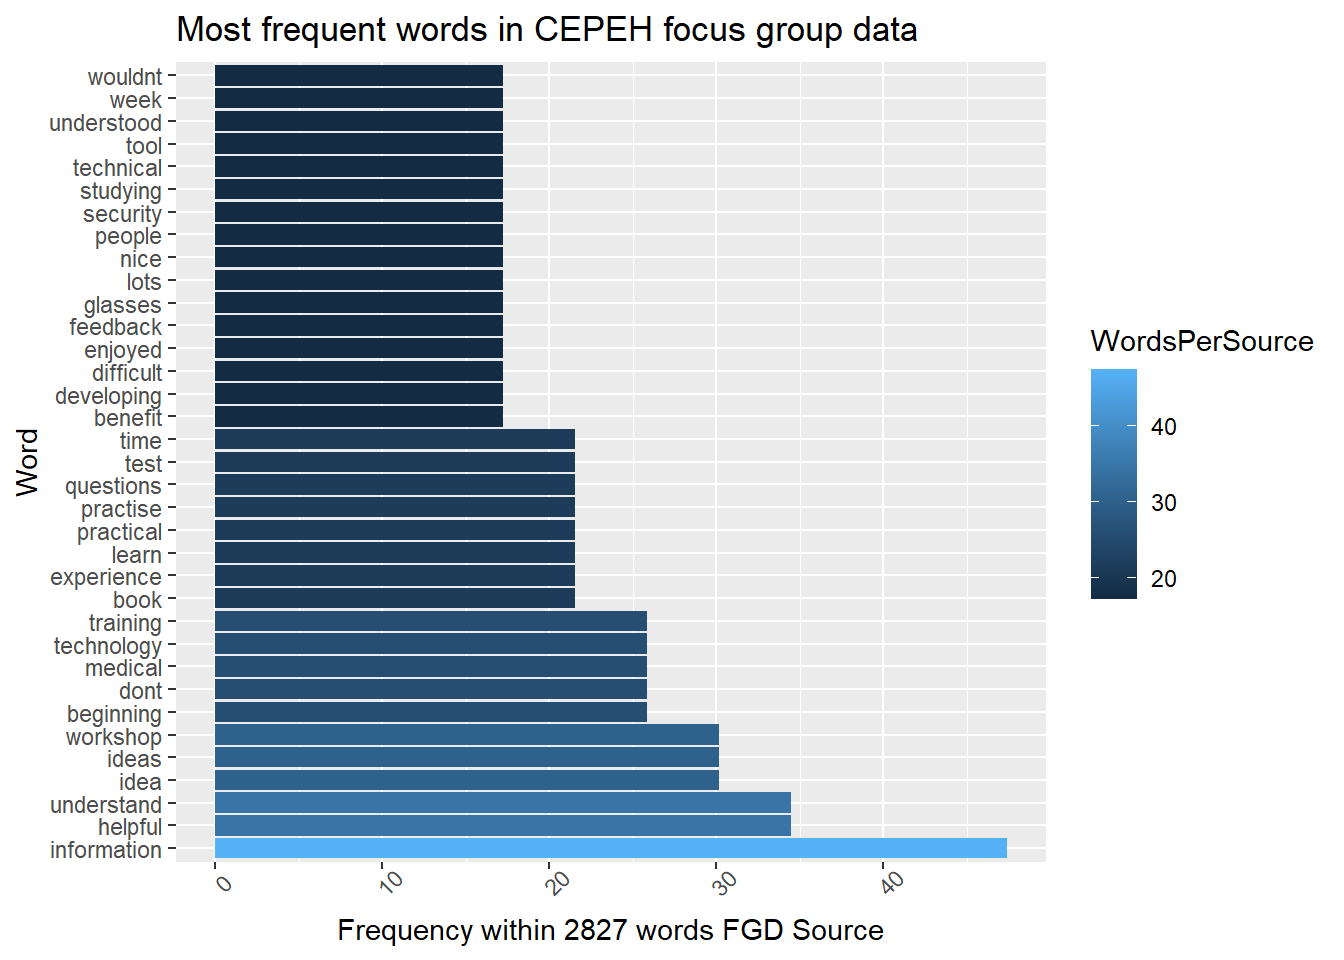 Most frequent words in CEPEH focus group data
wouldnt
week
understood
tool
technical
studying
security
people
nice
lots
glasses
feedback
enjoyed
difficult
developing
benefit
time
test
questions
practise
practical
learn
experience
book
training
technology
medical
dont
beginning
workshop
ideas
idea
understand
helpful
information
Word
0 10 20 30 40
Frequency within 2827 words FGD Source
WordsPerSource
40
30
20